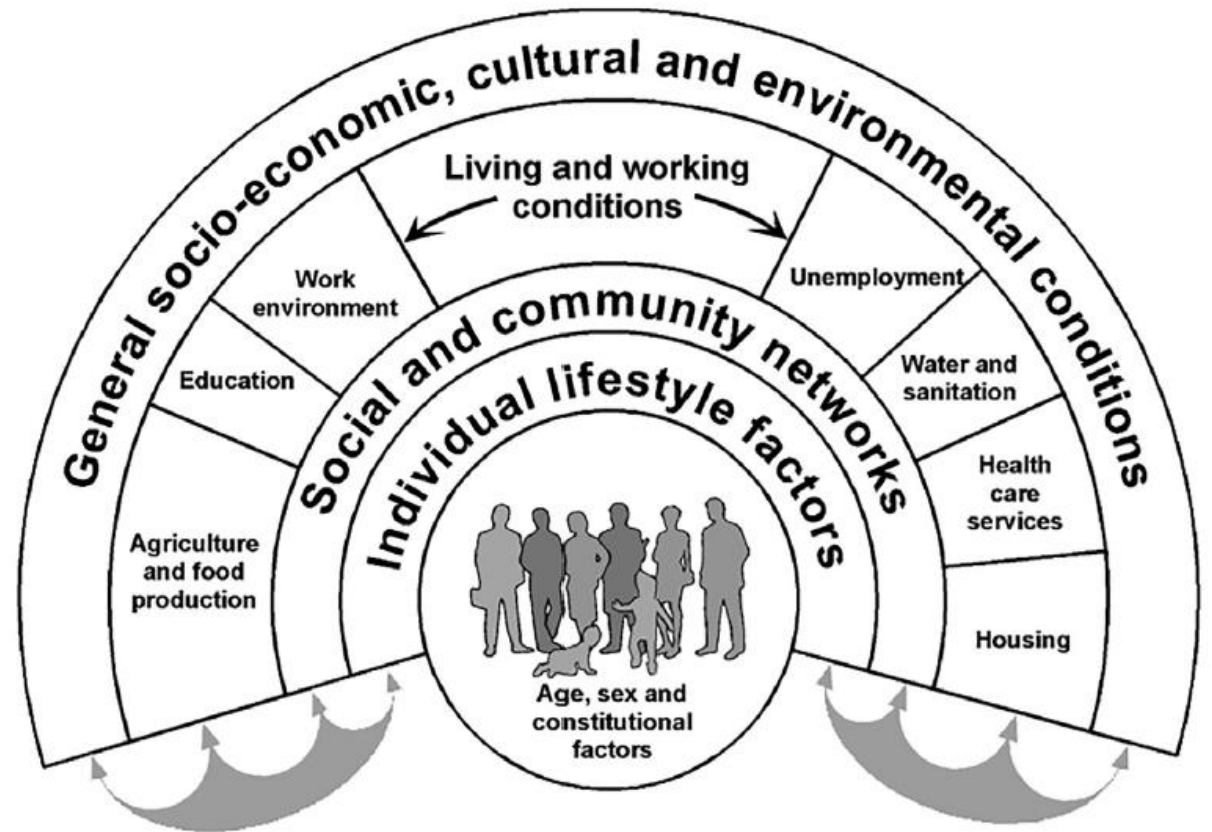 General socio-economic, cultural and environmental conditions
Living and working
conditions
Work
environment
Education
Agriculture
and food
production
Unemployment
Water and
sanitation
Health
care
services
Housing
Social and community networks
Individual lifestyle factors
Age, sex and
constitutional
factors